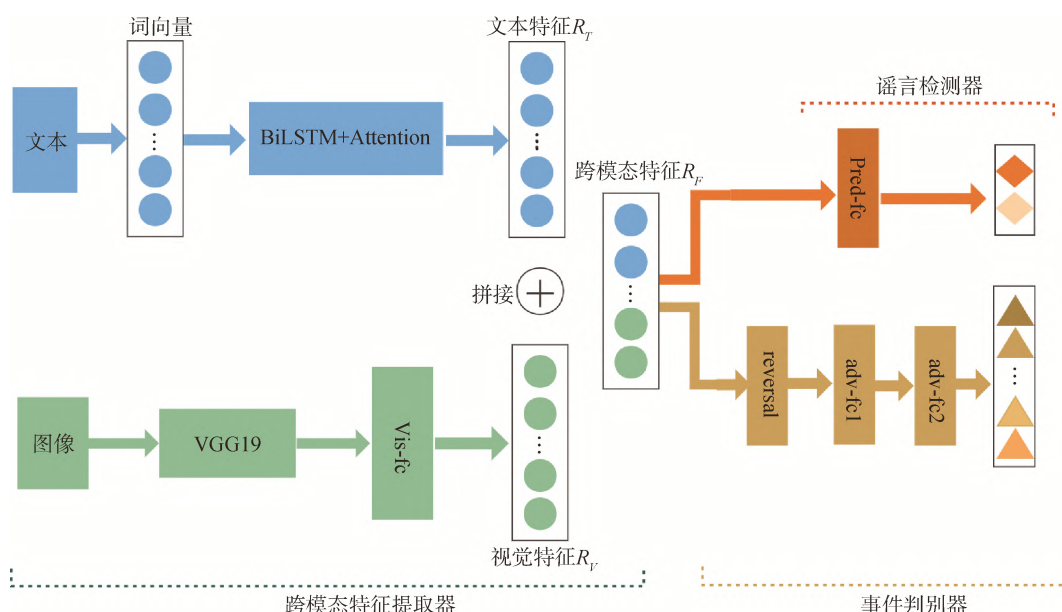 词向量
文本特征R_T
谣言检测器
文本
BiLSTM+Attention
Pred-fc
跨模态特征R_F
拼接
reversal
adv-fc1
adv-fc2
图像
VGG19
Vis-fc
视觉特征R_V
跨模态特征提取器
事件判别器